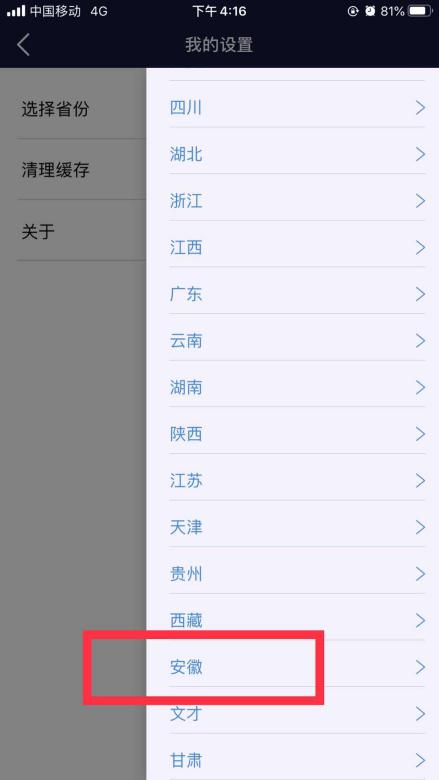 中国移动 4G 下午4:16 81%
我的设置
选择省份
清理缓存
关于
四川
湖北
浙江
江西
广东
云南
湖南
陕西
江苏
天津
贵州
西藏
安徽
文才
甘肃